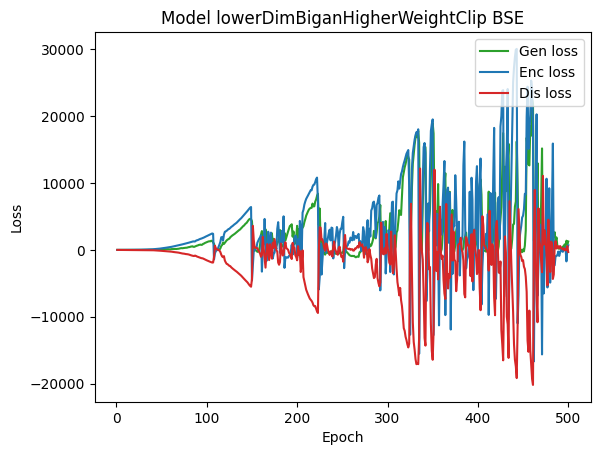 Model lowerDimBiganHigherWeightClip BSE
Gen loss
Enc loss
Dis loss
Loss
30000
20000
10000
0
−10000
−20000
0 100 200 300 400 500
Epoch